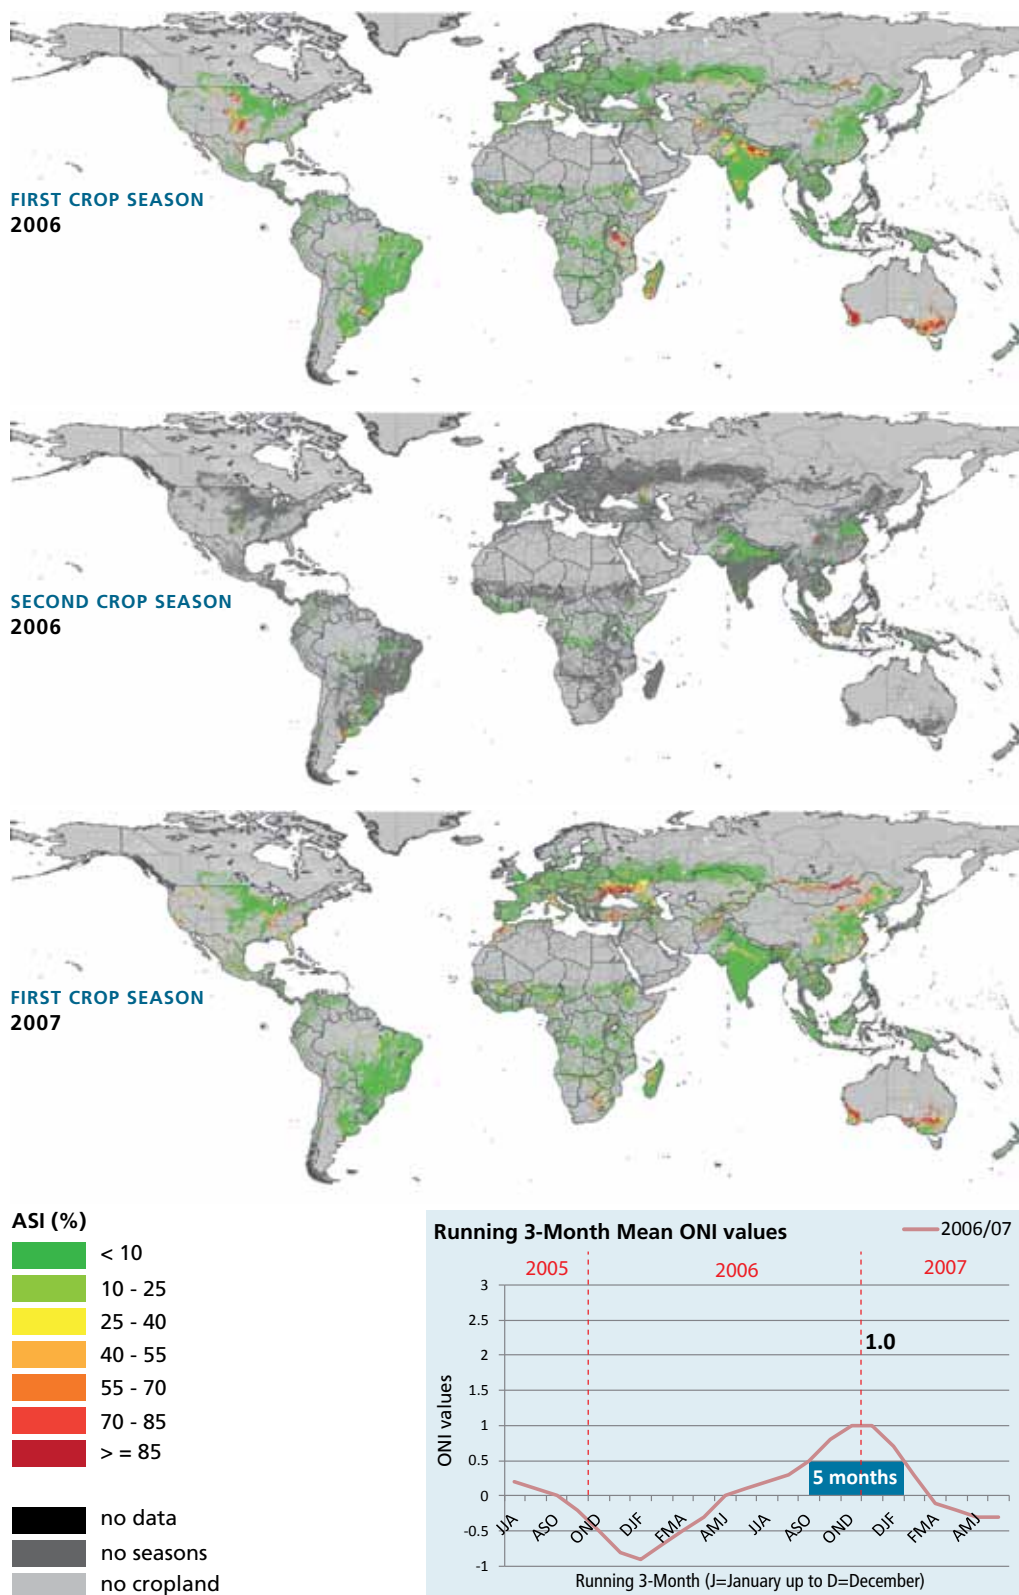 FIRST CROP SEASON
2006
SECOND CROP SEASON
2006
FIRST CROP SEASON
2007
ASI (%)
< 10
10 - 25
25 - 40
40 - 55
55 - 70
70 - 85
> = 85
no data
no seasons
no cropland
Running 3-Month Mean ONI values
2006/07
2005
2006
2007
3
2.5
2
1.5
1
0.5
0
-0.5
-1
ONI values
1.0
5 months
JJA
ASO
OND
DJF
FMA
AMJ
JJA
ASO
OND
DJF
FMA
AMJ
Running 3-Month (J=January up to D=December)